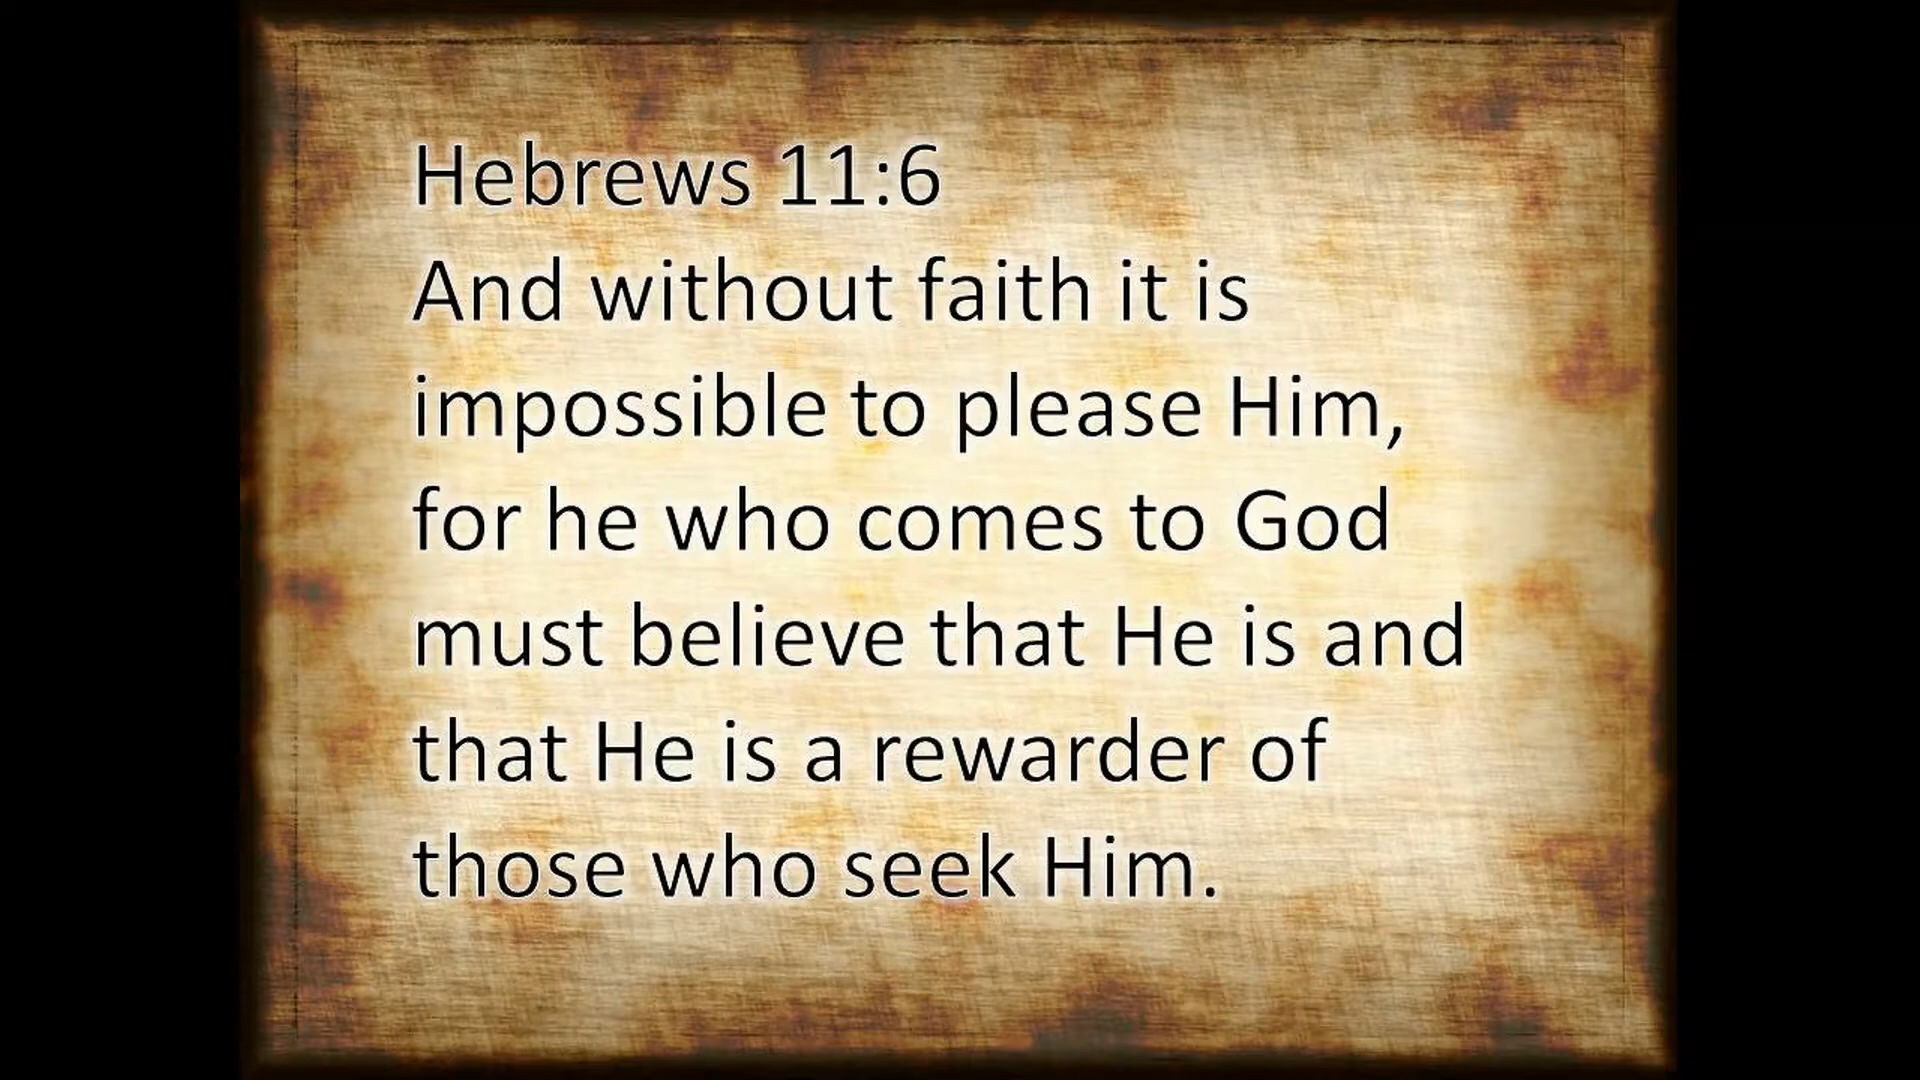 Hebrews 11:6
And without faith it is
impossible to please Him,
for he who comes to God
must believe that He is and
that He is a rewarder of
those who seek Him.